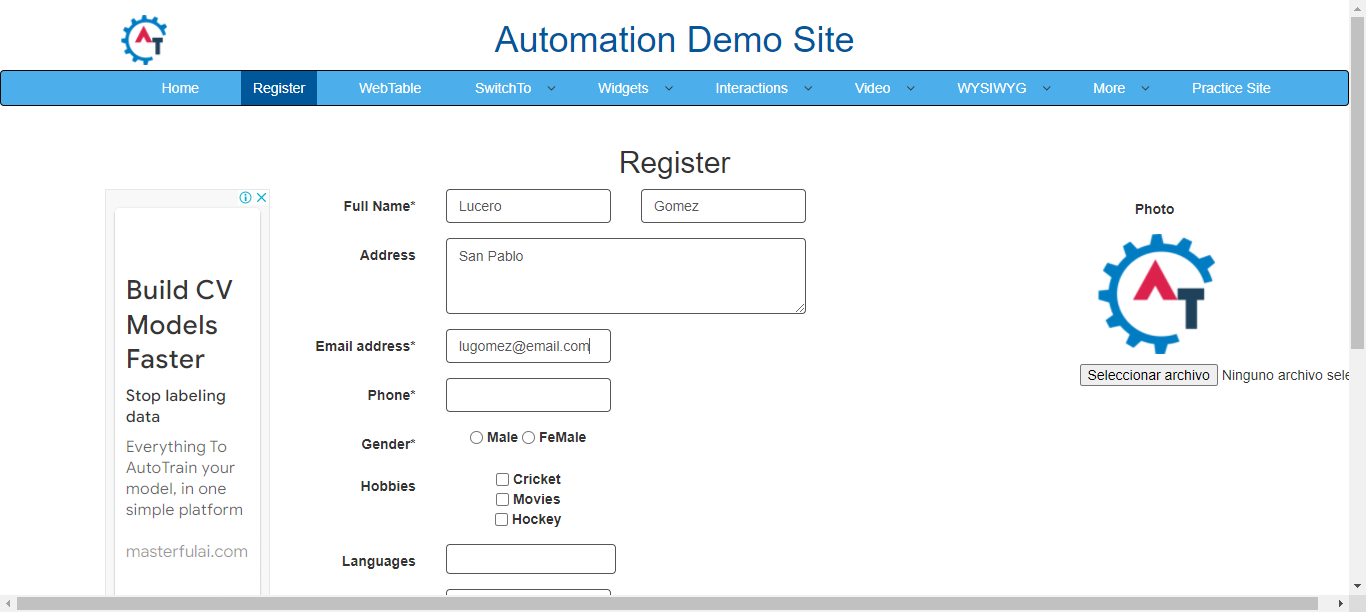 AT
Automation Demo Site
Home Register WebTable SwitchTo Widgets Interactions Video WYSIWYG More Practice Site
Register
Build CV
Models
Faster
Stop labeling
data
Everything To
AutoTrain your
model, in one
simple platform
masterfulai.com
Full Name* Lucero Gomez
Address San Pablo
Email address* lugomez@email.com
Phone*
Gender* Male FeMale
Hobbies Cricket
Movies
Hockey
Languages
Photo
AT
Seleccionar archivo Ninguno archivo sele